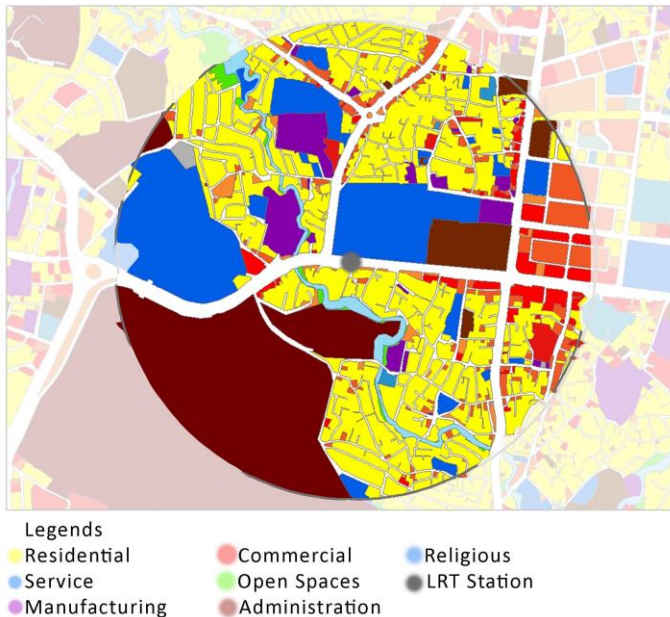 Legends
Residential
Commercial
Religious
Service
Open Spaces
LRT Station
Manufacturing
Administration